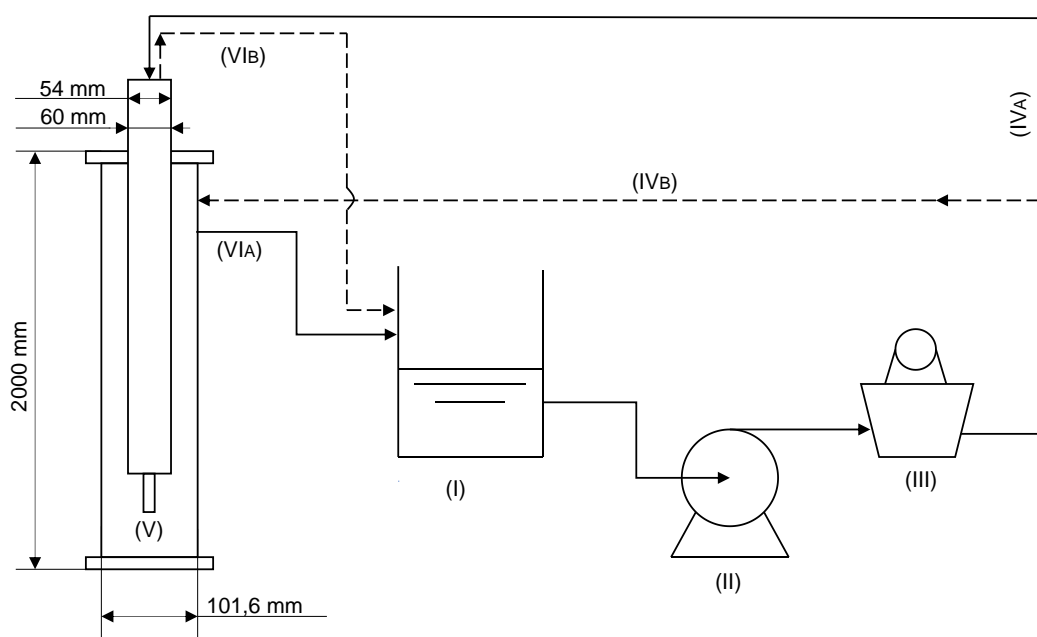 (VIB)
54 mm
60 mm
(IVA)
(IVB)
(VIA)
2000 mm
(I)
(III)
(V)
(II)
101,6 mm